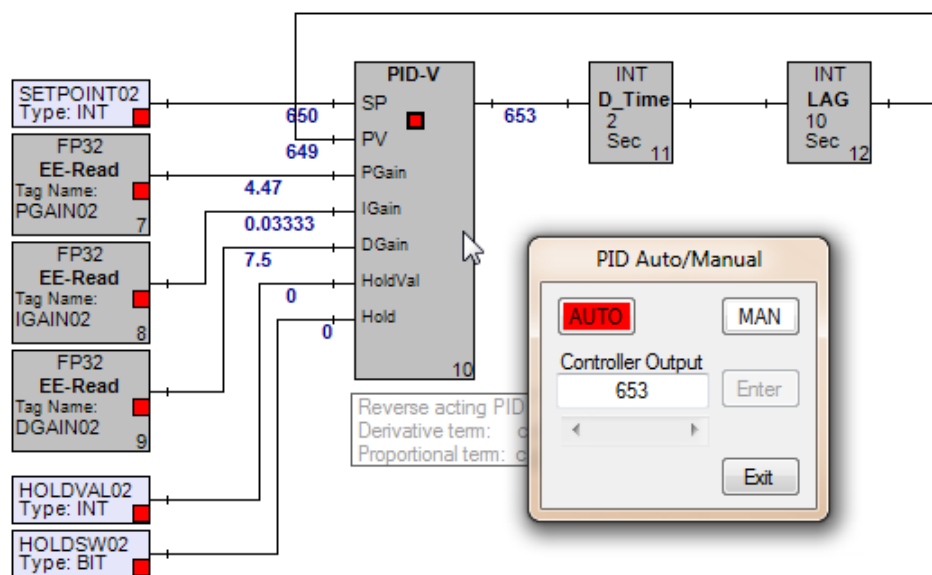 SETPOINT02
Type: INT
650
649
FP32
EE-Read
Tag Name:
PGAIN02
7
4.47
FP32
EE-Read
Tag Name:
IGAIN02
8
0.03333
FP32
EE-Read
Tag Name:
DGAIN02
9
7.5
HOLDVAL02
Type: INT
0
HOLDSW02
Type: BIT
0
PID-V
SP
PV
PGain
IGain
DGain
HoldVal
Hold
10
Reverse acting PID
Derivative term: c
Proportional term: c
653
INT
D_Time
2
Sec
11
INT
LAG
10
Sec
12
PID Auto/Manual
AUTO
MAN
Controller Output
653
Enter
Exit